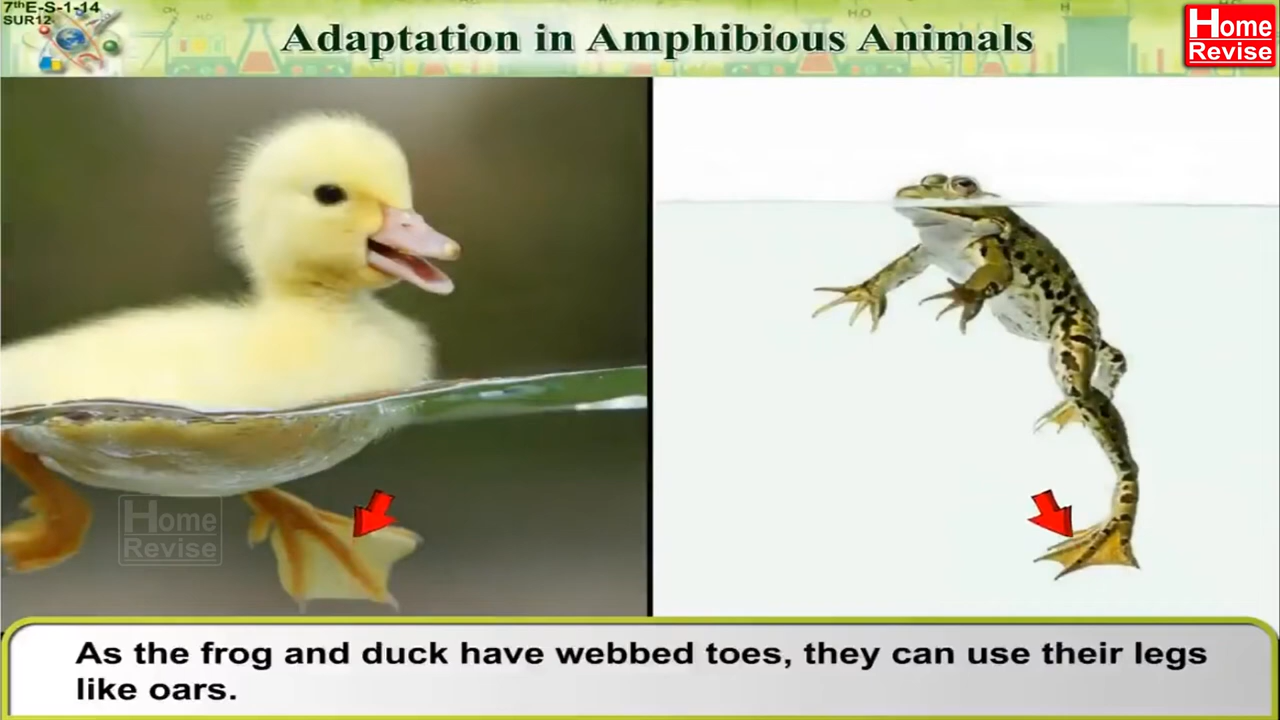 7thE-S-1-14
SUR12
Adaptation in Amphibious Animals
Home
Revise
Home
Revise
As the frog and duck have webbed toes, they can use their legs
like oars.